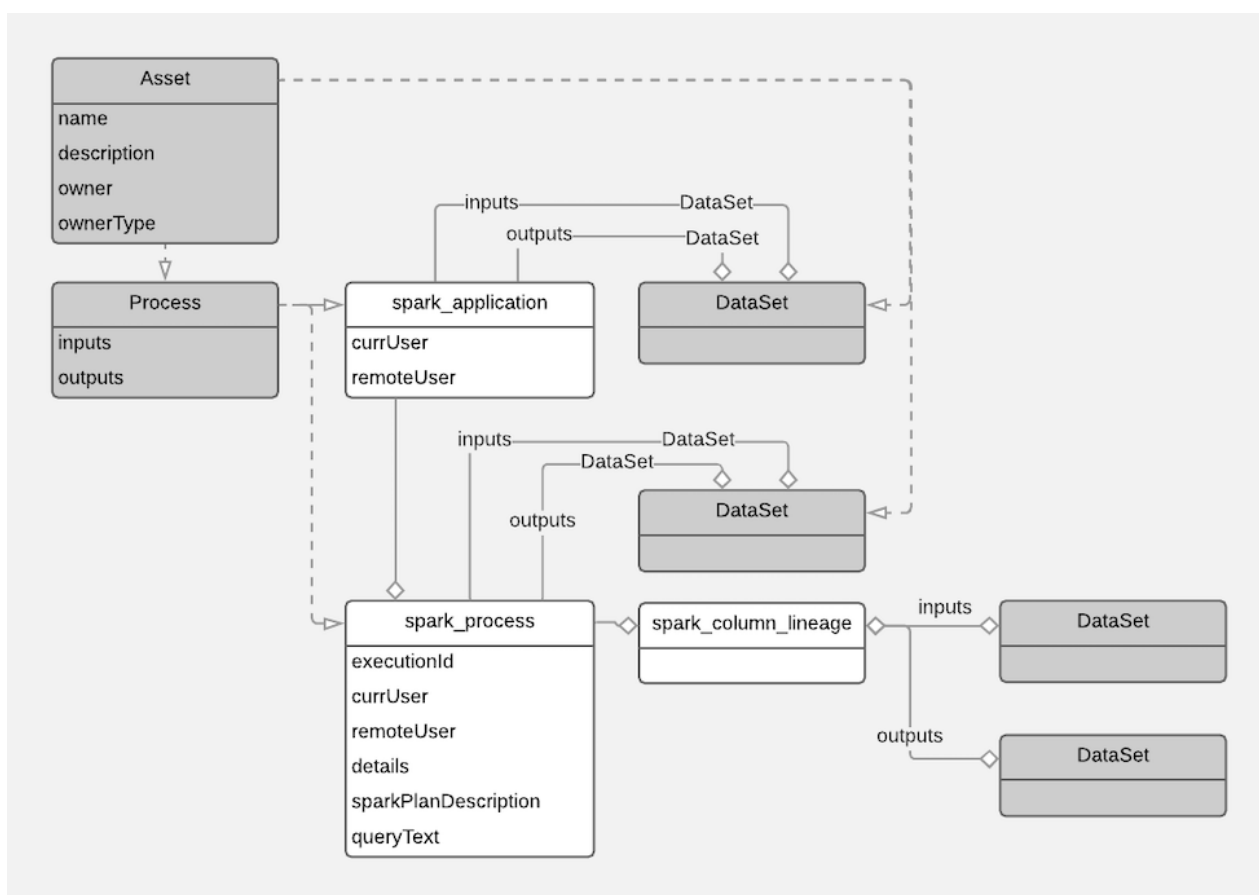 Asset
name
description
owner
ownerType
Process
inputs
outputs
inputs
DataSet
outputs
DataSet
spark_application
currUser
remoteUser
DataSet
inputs
DataSet
DataSet
outputs
DataSet
spark_process
executionId
currUser
remoteUser
details
sparkPlanDescription
queryText
spark_column_lineage
inputs
DataSet
outputs
DataSet